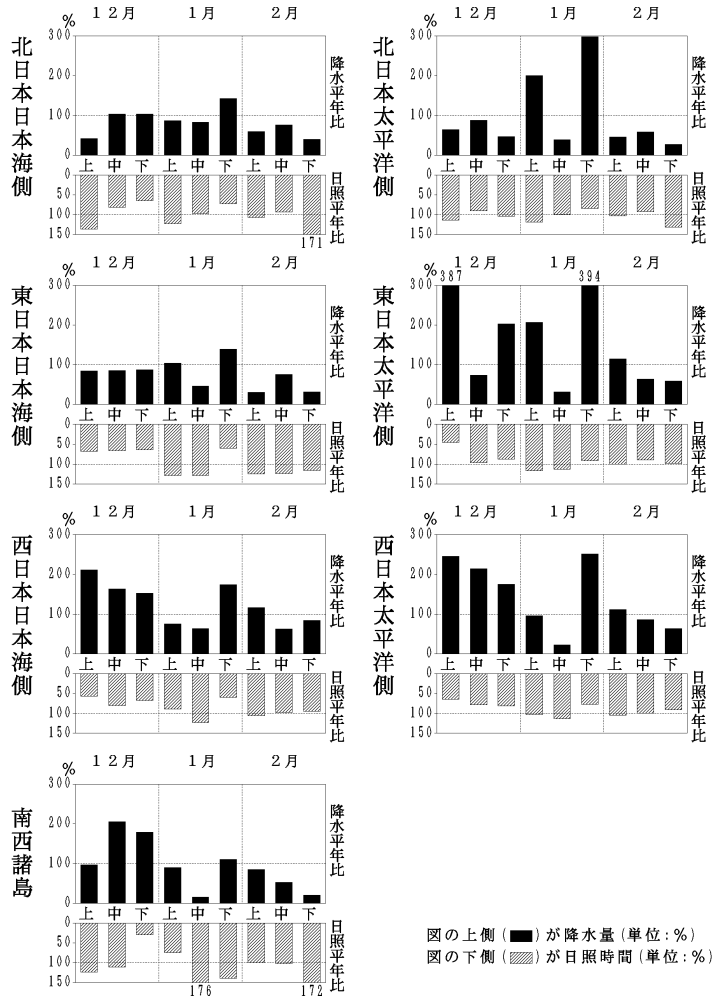 北日本日本海側
% 12月 1月 2月
300
200
100
0
降水平年比
上 中 下 上 中 下 上 中 下
0
50
100
150
日照平年比
171
北日本太平洋側
% 12月 1月 2月
300
200
100
0
降水平年比
上 中 下 上 中 下 上 中 下
0
50
100
150
日照平年比
東日本日本海側
% 12月 1月 2月
300
200
100
0
降水平年比
上 中 下 上 中 下 上 中 下
0
50
100
150
日照平年比
東日本太平洋側
% 12月 1月 2月
387 394
300
200
100
0
降水平年比
上 中 下 上 中 下 上 中 下
0
50
100
150
日照平年比
西日本日本海側
% 12月 1月 2月
300
200
100
0
降水平年比
上 中 下 上 中 下 上 中 下
0
50
100
150
日照平年比
西日本太平洋側
% 12月 1月 2月
300
200
100
0
降水平年比
上 中 下 上 中 下 上 中 下
0
50
100
150
日照平年比
南西諸島
% 12月 1月 2月
300
200
100
0
降水平年比
上 中 下 上 中 下 上 中 下
0
50
100
150
日照平年比
176 172
図の上側( )が降水量(単位:%)
図の下側( )が日照時間(単位:%)